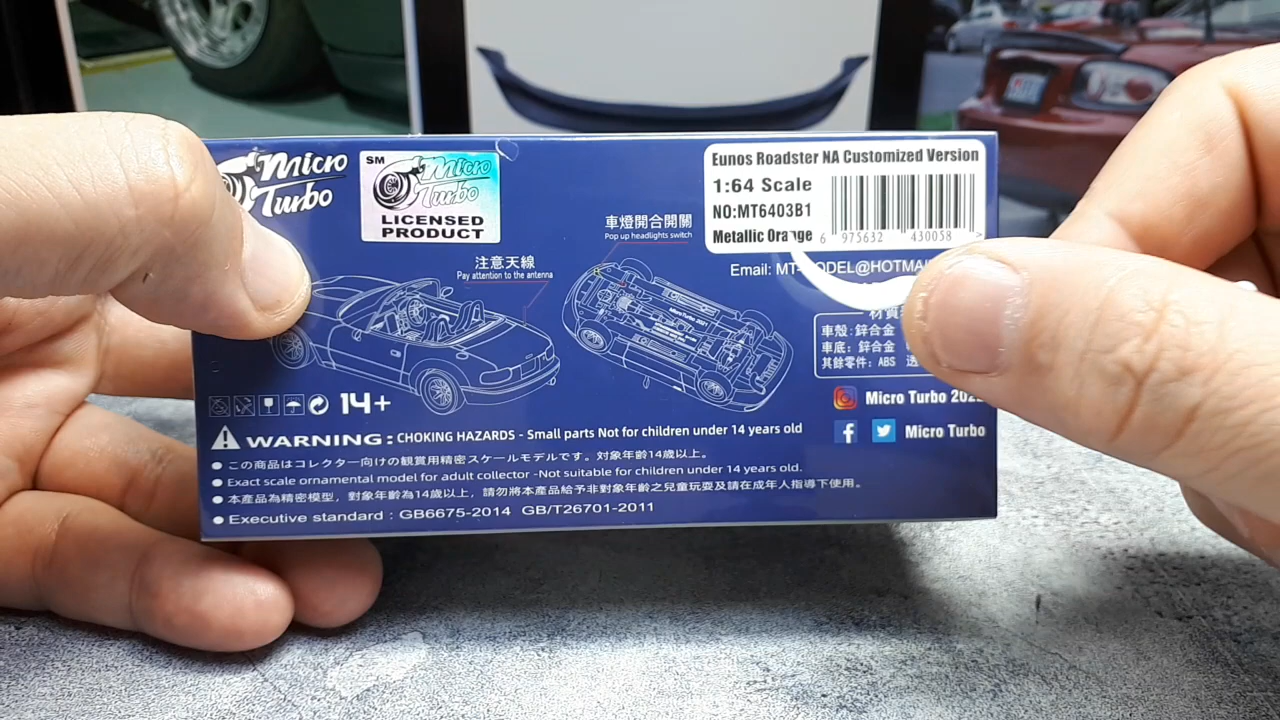 Micro
Turbo
SM
Micro
Turbo
LICENSED
PRODUCT
Eunos Roadster NA Customized Version
1:64 Scale
NO:MT6403B1
Metallic Orange
6 975632 430058 >
車燈開合開關
Pop up headlights switch
注意天線
Pay attention to the antenna
Email:
材質
車殼: 鋅合金
車底: 鋅合金
其餘零件: ABS
14+
Micro Turbo
Micro Turbo
WARNING: CHOKING HAZARDS - Small parts Not for children under 14 years old
この商品はコレクター向けの観賞用精密スケールモデルです。対象年齢14歳以上。
Exact scale ornamental model for adult collector -Not suitable for children under 14 years old.
本產品為精密模型，對象年齡為14歲以上，請勿將本產品給予非對象年齡之兒童玩耍及請在成年人指導下使用。
Executive standard : GB6675-2014 GB/T26701-2011